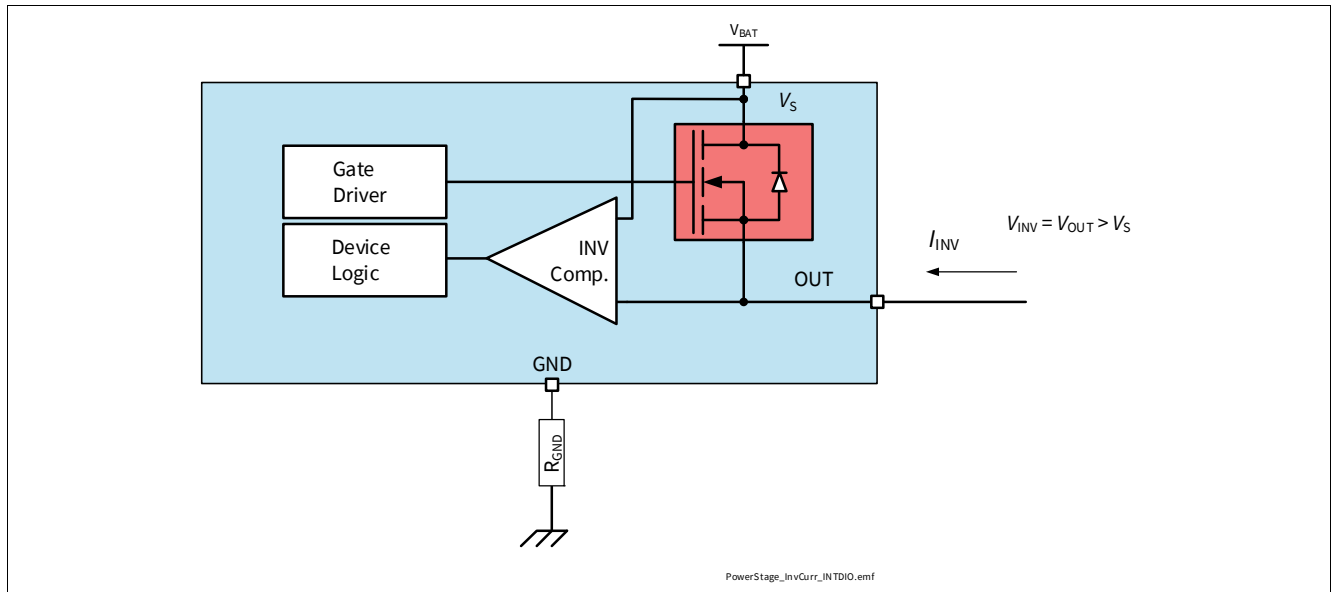 VBAT
VS
Gate
Driver
Device
Logic
INV
Comp.
OUT
IINV
VINV = VOUT > VS
GND
RGND
PowerStage_InvCurr_INTDIO.emf